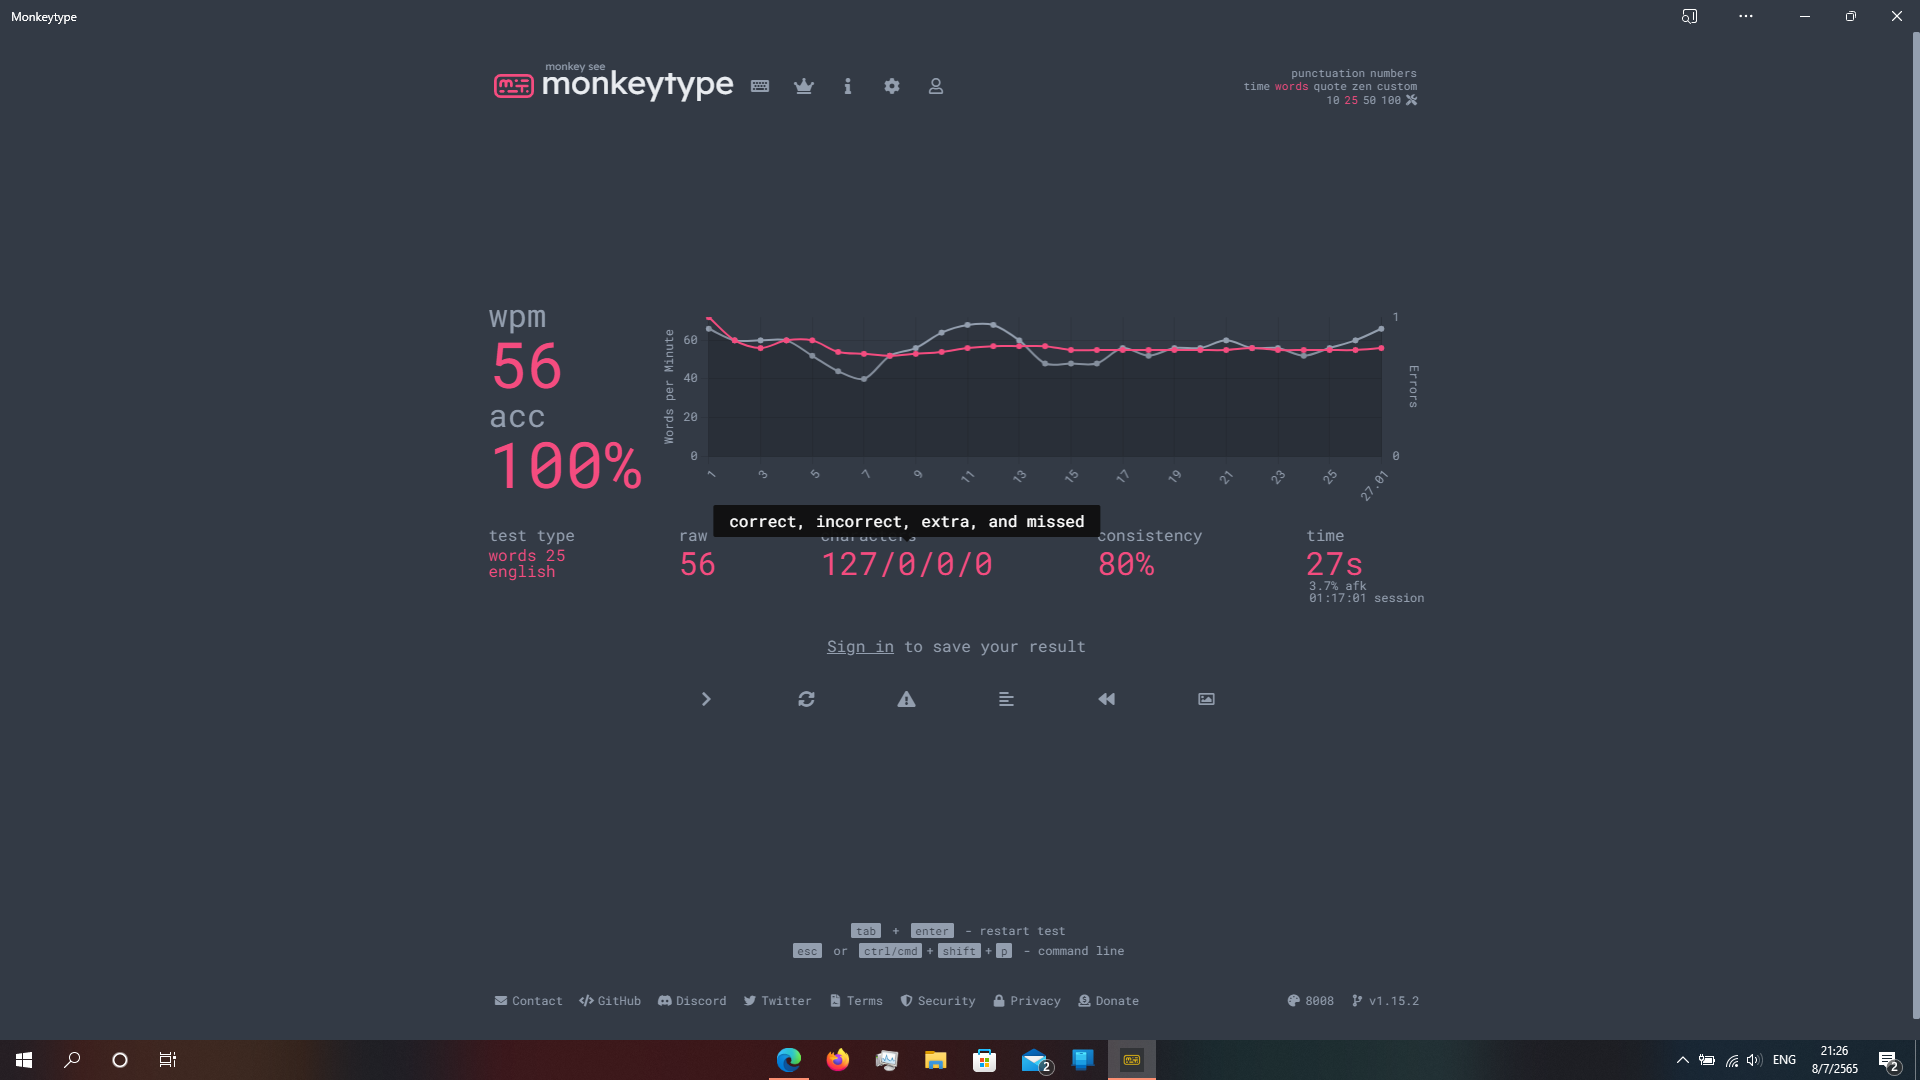 Monkeytype
monkey see
monkeytype
punctuation numbers
time words quote zen custom
10 25 50 100
wpm
56
acc
100%
Words per Minute
60
40
20
0
1
3
5
7
9
11
13
15
17
19
21
23
25
27.01
1
0
Errors
correct, incorrect, extra, and missed
test type
words 25
english
raw
56
characters
127/0/0/0
consistency
80%
time
27s
3.7% afk
01:17:01 session
Sign in to save your result
tab + enter - restart test
esc or ctrl/cmd + shift + p - command line
Contact GitHub Discord Twitter Terms Security Privacy Donate 8008 v1.15.2
2
ENG
21:26
8/7/2565
2